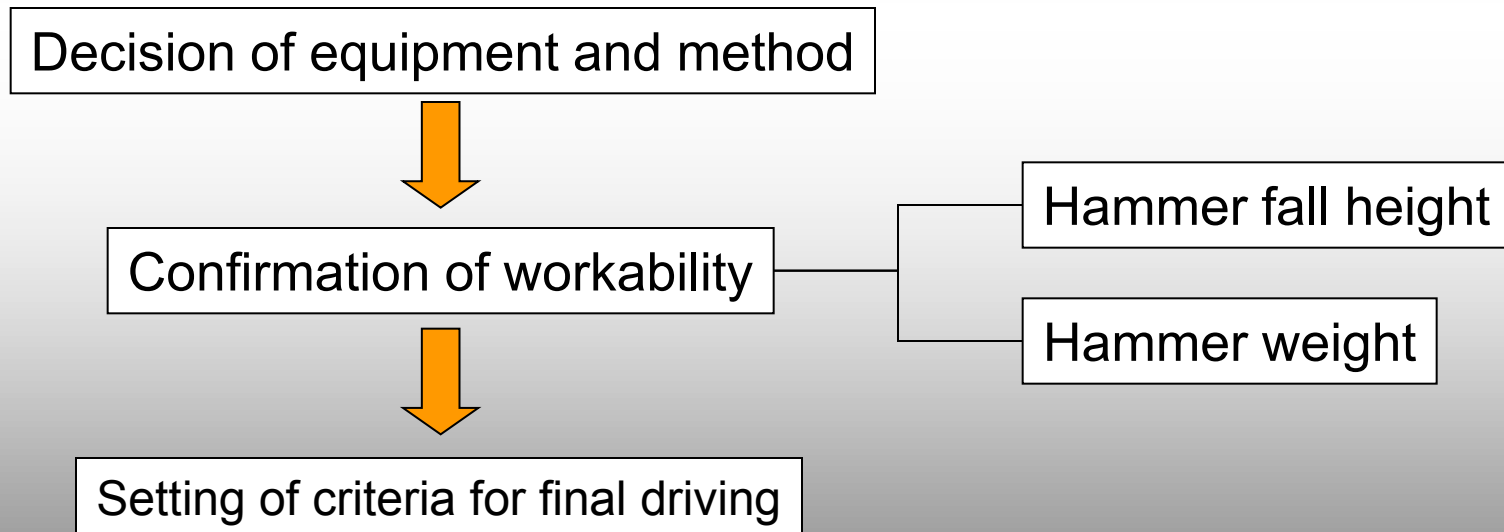 Decision of equipment and method
Confirmation of workability
Hammer fall height
Hammer weight
Setting of criteria for final driving